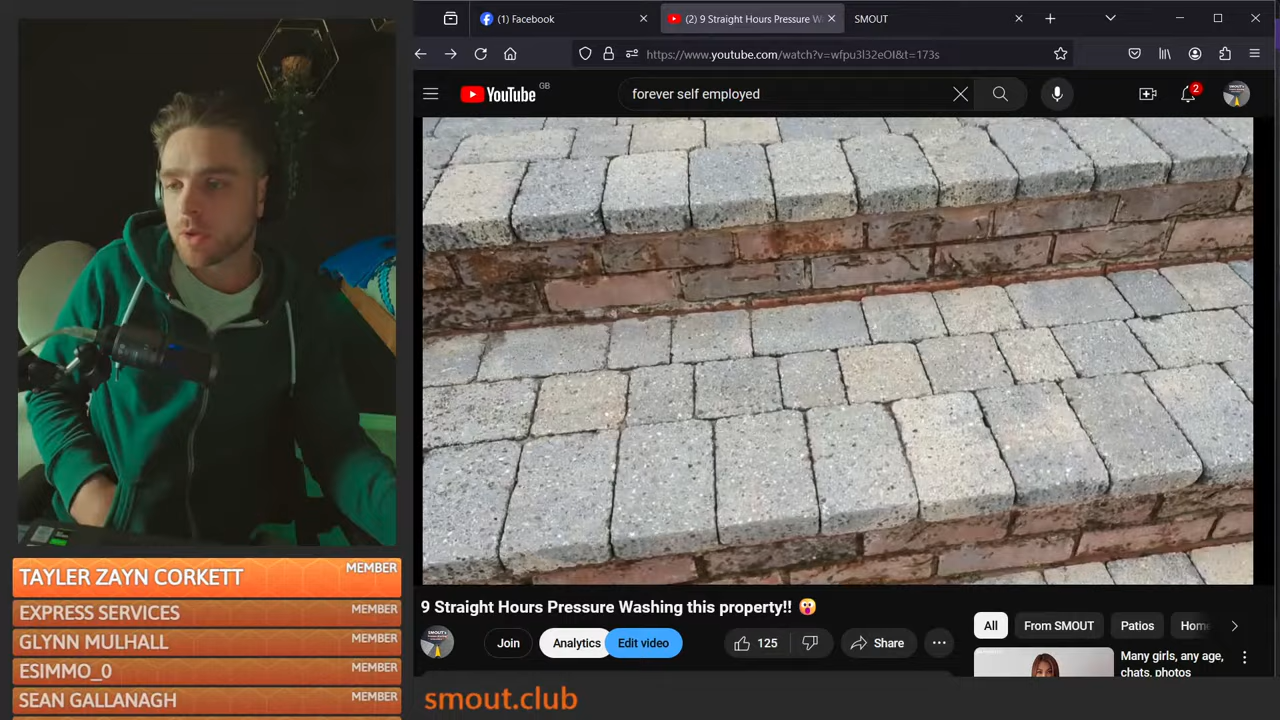 (1) Facebook
(2) 9 Straight Hours Pressure W
SMOUT
https://www.youtube.com/watch?v=wfpu3l32eOI&t=173s
YouTube GB
forever self employed
2
9 Straight Hours Pressure Washing this property!! 😲
Join
Analytics
Edit video
125
Share
All
From SMOUT
Patios
Home
Many girls, any age,
chats, photos
TAYLER ZAYN CORKETT MEMBER
EXPRESS SERVICES MEMBER
GLYNN MULHALL MEMBER
ESIMMO_0 MEMBER
SEAN GALLANAGH MEMBER
smout.club